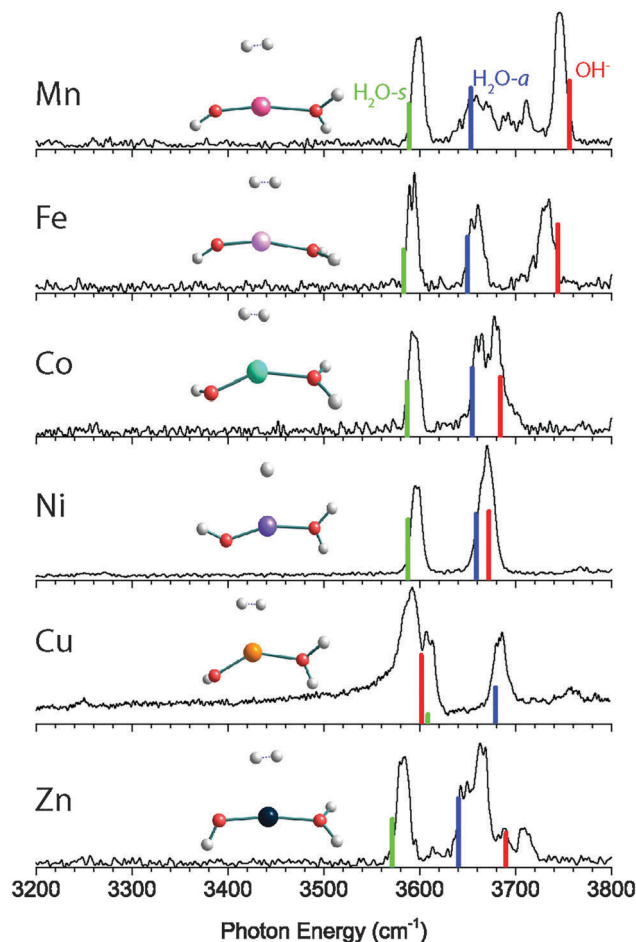 Mn
H₂O-s
H₂O-a
OH⁻
Fe
Co
Ni
Cu
Zn
3200 3300 3400 3500 3600 3700 3800
Photon Energy (cm⁻¹)